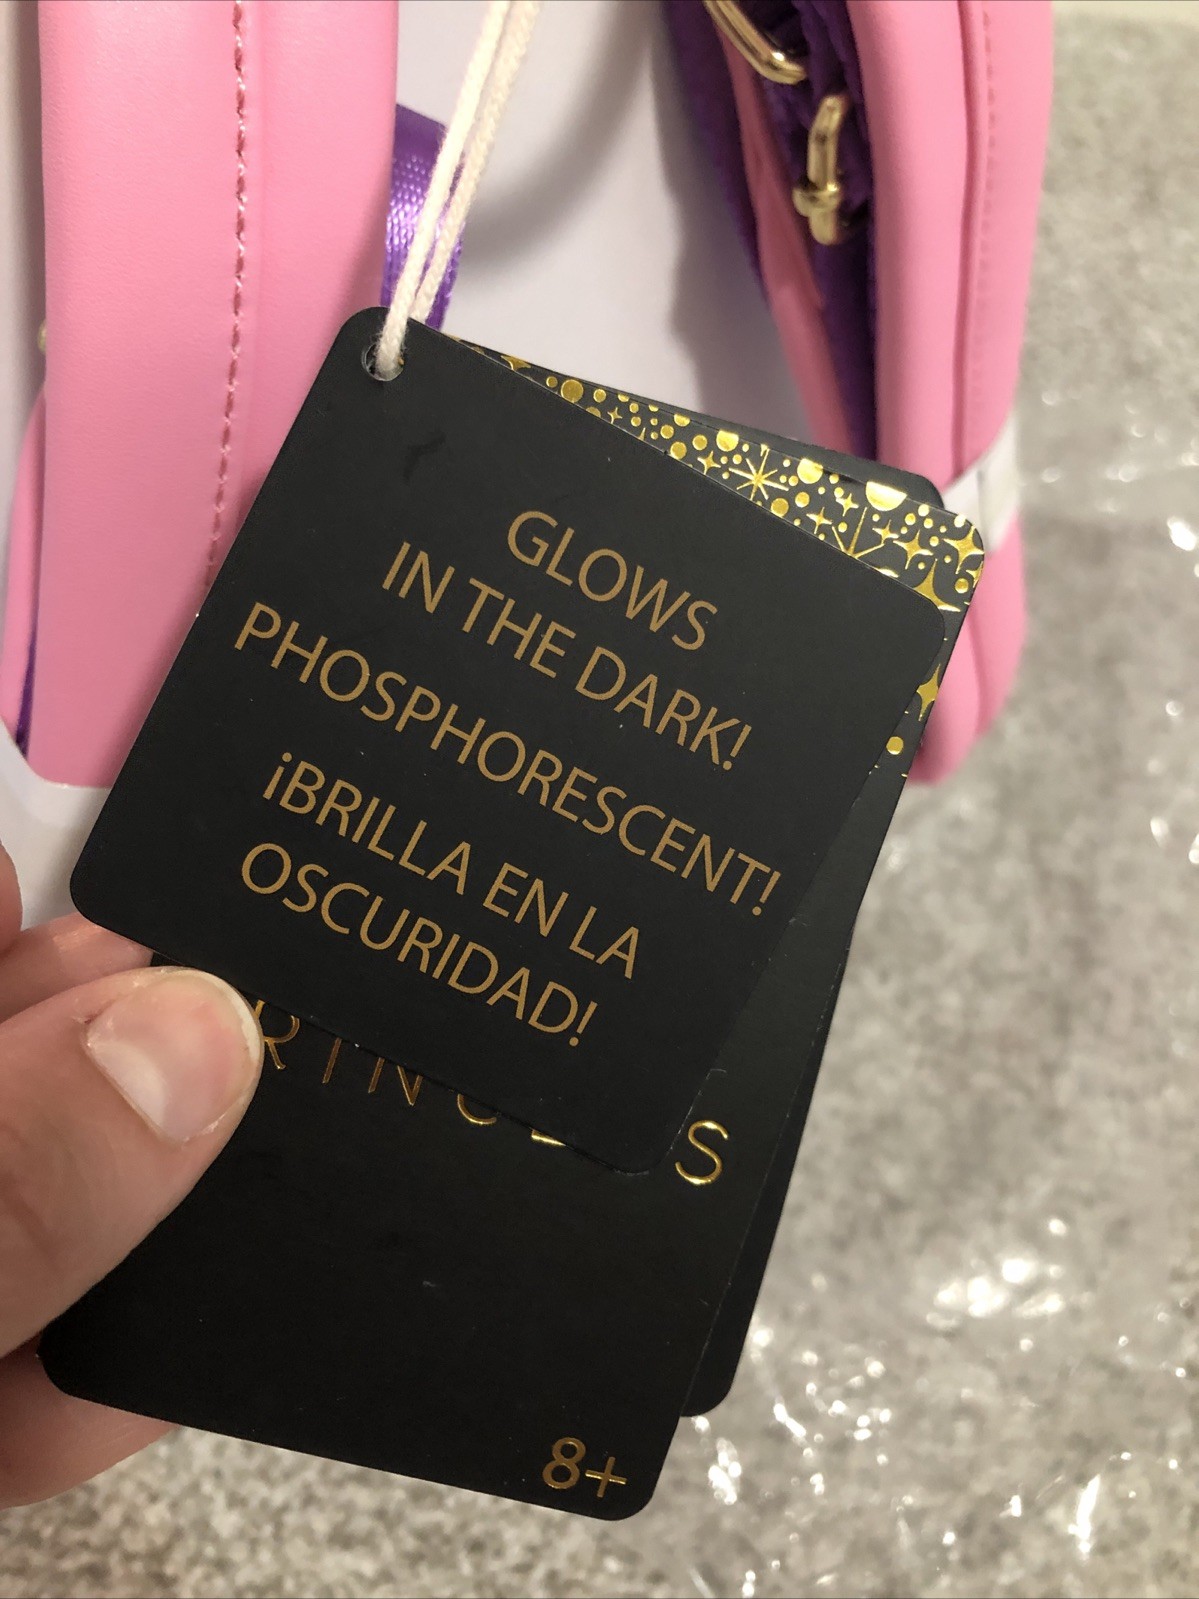 GLOWS
IN THE DARK!
PHOSPHORESCENT!
¡BRILLA EN LA
OSCURIDAD!
8+